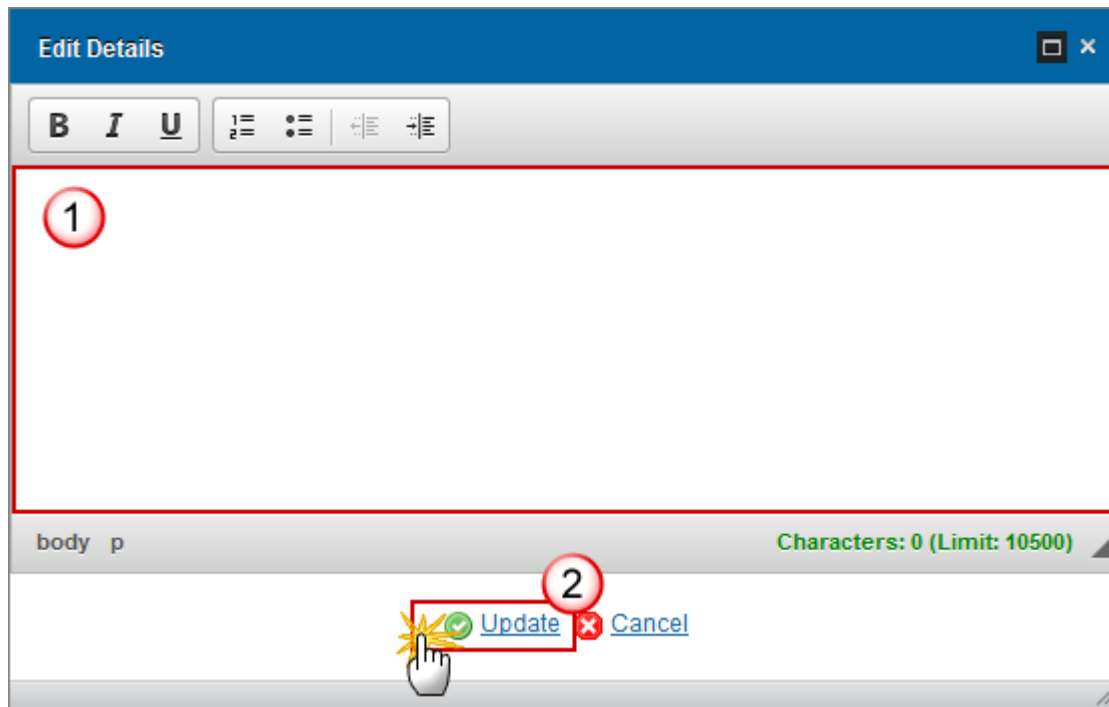 Edit Details
B I U
1
body p Characters: 0 (Limit: 10500)
2
Update Cancel